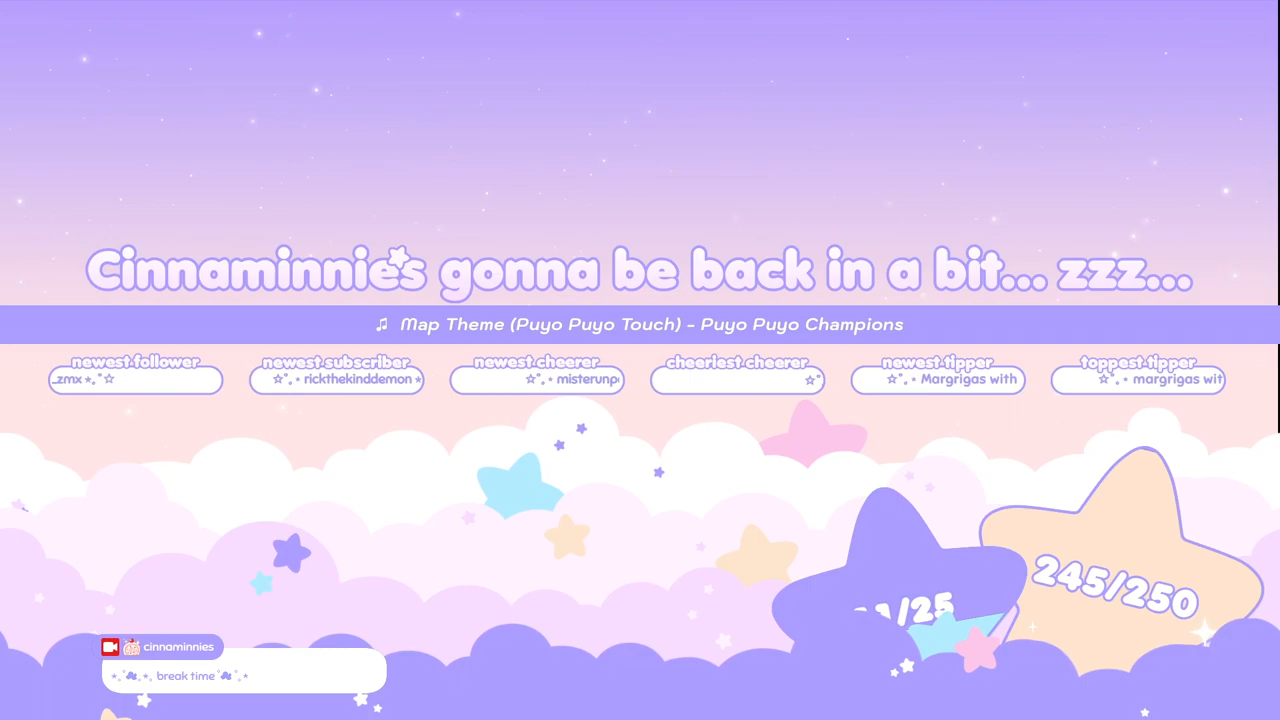 Cinnaminnies gonna be back in a bit... zzz...
♫ Map Theme (Puyo Puyo Touch) - Puyo Puyo Champions
newest follower
newest subscriber
newest cheerer
cheeriest cheerer
newest tipper
toppest tipper
_zmx
rickthekinddemon
misterunp
Margrigas with
margrigas wit
245/250
/25
cinnaminnies
break time